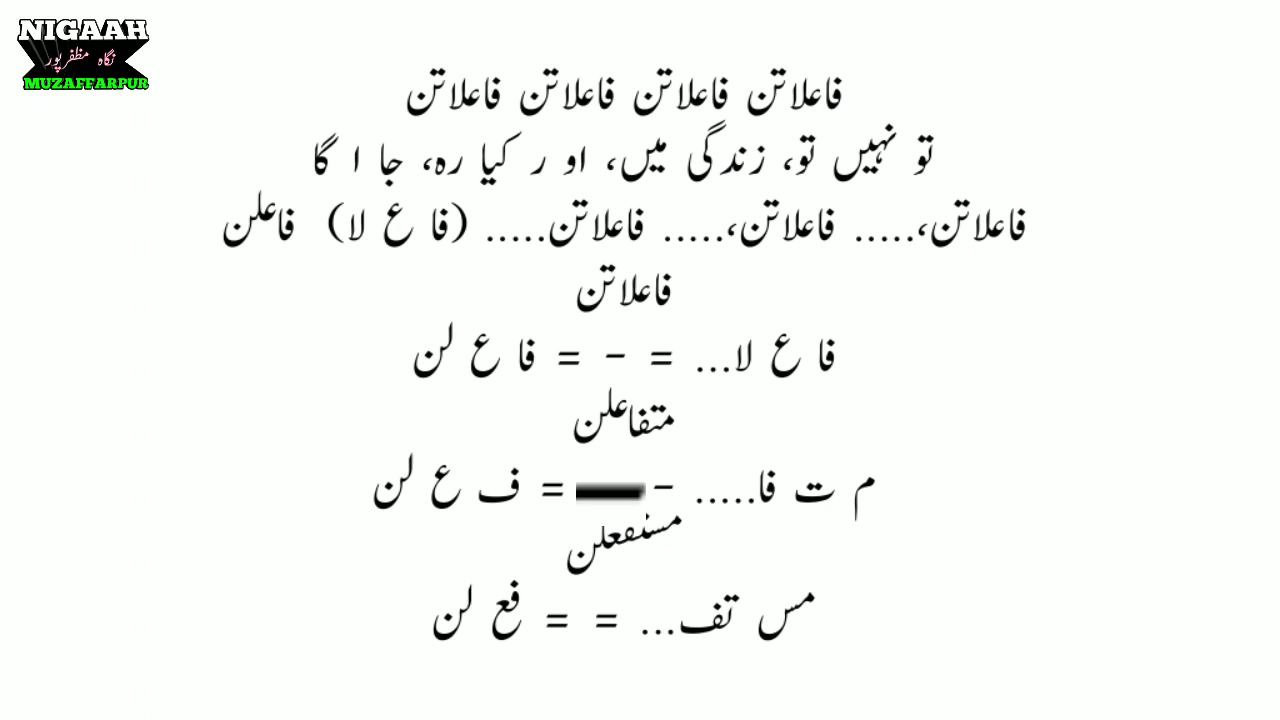 NIGAAH
نگاہ مظفرپور
MUZAFFARPUR
فاعلاتن فاعلاتن فاعلاتن فاعلاتن
تو نہیں تو، زندگی میں، او ر کیا رہ، جا ا گا
فاعلاتن،..... فاعلاتن،..... فاعلاتن..... (فا ع لا) فاعلن
فاعلاتن
فا ع لا... = - = فا ع لن
متفاعلن
م ت فا..... - = ف ع لن
مستفعلن
مس تف... = = فع لن